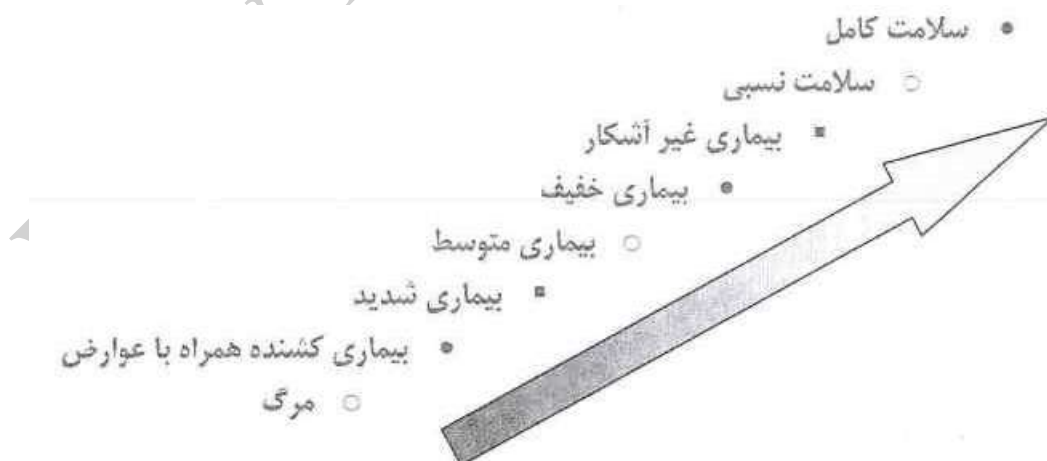 سلامت کامل
سلامت نسبی
بیماری غیر آشکار
بیماری خفیف
بیماری متوسط
بیماری شدید
بیماری کشنده همراه با عوارض
مرگ